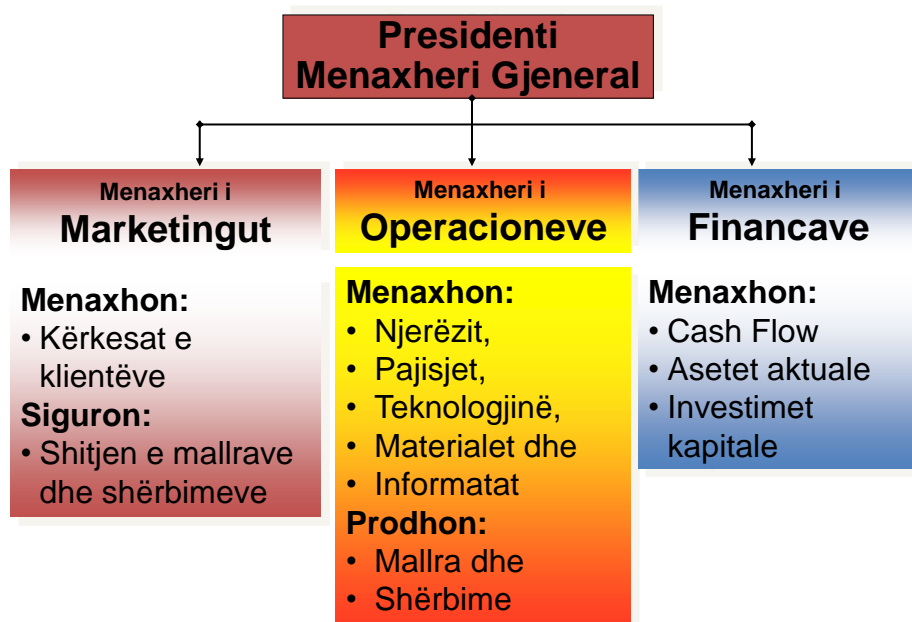 Presidenti
Menaxheri Gjeneral
Menaxheri i
Marketingut
Menaxhon:
• Kërkesat e
klientëve
Siguron:
• Shitjen e mallrave
dhe shërbimeve
Menaxheri i
Operacioneve
Menaxhon:
• Njerëzit,
• Pajisjet,
• Teknologjinë,
• Materialet dhe
• Informatat
Prodhon:
• Mallra dhe
• Shërbime
Menaxheri i
Financave
Menaxhon:
• Cash Flow
• Asetet aktuale
• Investimet
kapitale